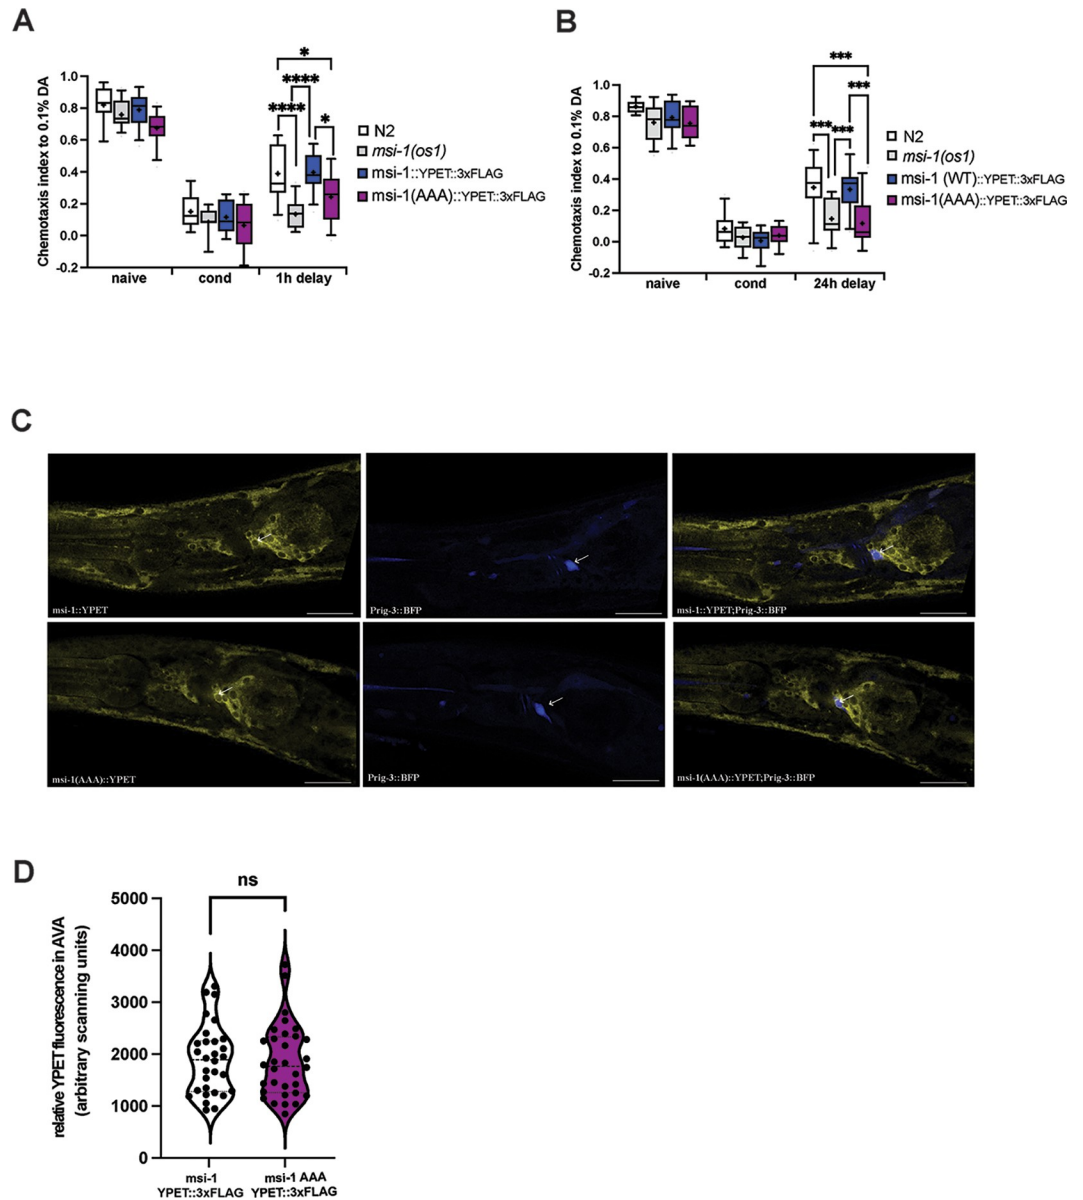 A
Chemotaxis index to 0.1% DA
1.0
0.8
0.6
0.4
0.2
0.0
-0.2
naive
cond
1h delay
*
****
****
*
N2
msi-1(os1)
msi-1::YPET::3xFLAG
msi-1(AAA)::YPET::3xFLAG
B
Chemotaxis index to 0.1% DA
1.0
0.8
0.6
0.4
0.2
0.0
-0.2
naive
cond
24h delay
***
***
***
***
N2
msi-1(os1)
msi-1 (WT)::YPET::3xFLAG
msi-1(AAA)::YPET::3xFLAG
C
msi-1::YPET
Prig-3::BFP
msi-1::YPET;Prig-3::BFP
msi-1(AAA)::YPET
Prig-3::BFP
msi-1(AAA)::YPET;Prig-3::BFP
D
relative YPET fluorescence in AVA
(arbitrary scanning units)
5000
4000
3000
2000
1000
0
ns
msi-1
YPET::3xFLAG
msi-1 AAA
YPET::3xFLAG